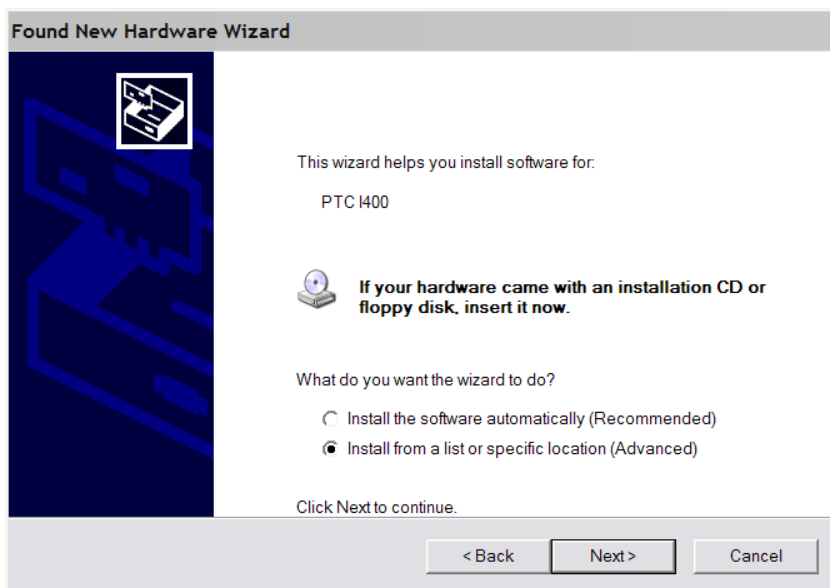 Found New Hardware Wizard
This wizard helps you install software for:
PTC I400
If your hardware came with an installation CD or
floppy disk, insert it now.
What do you want the wizard to do?
Install the software automatically (Recommended)
Install from a list or specific location (Advanced)
Click Next to continue.
< Back
Next >
Cancel